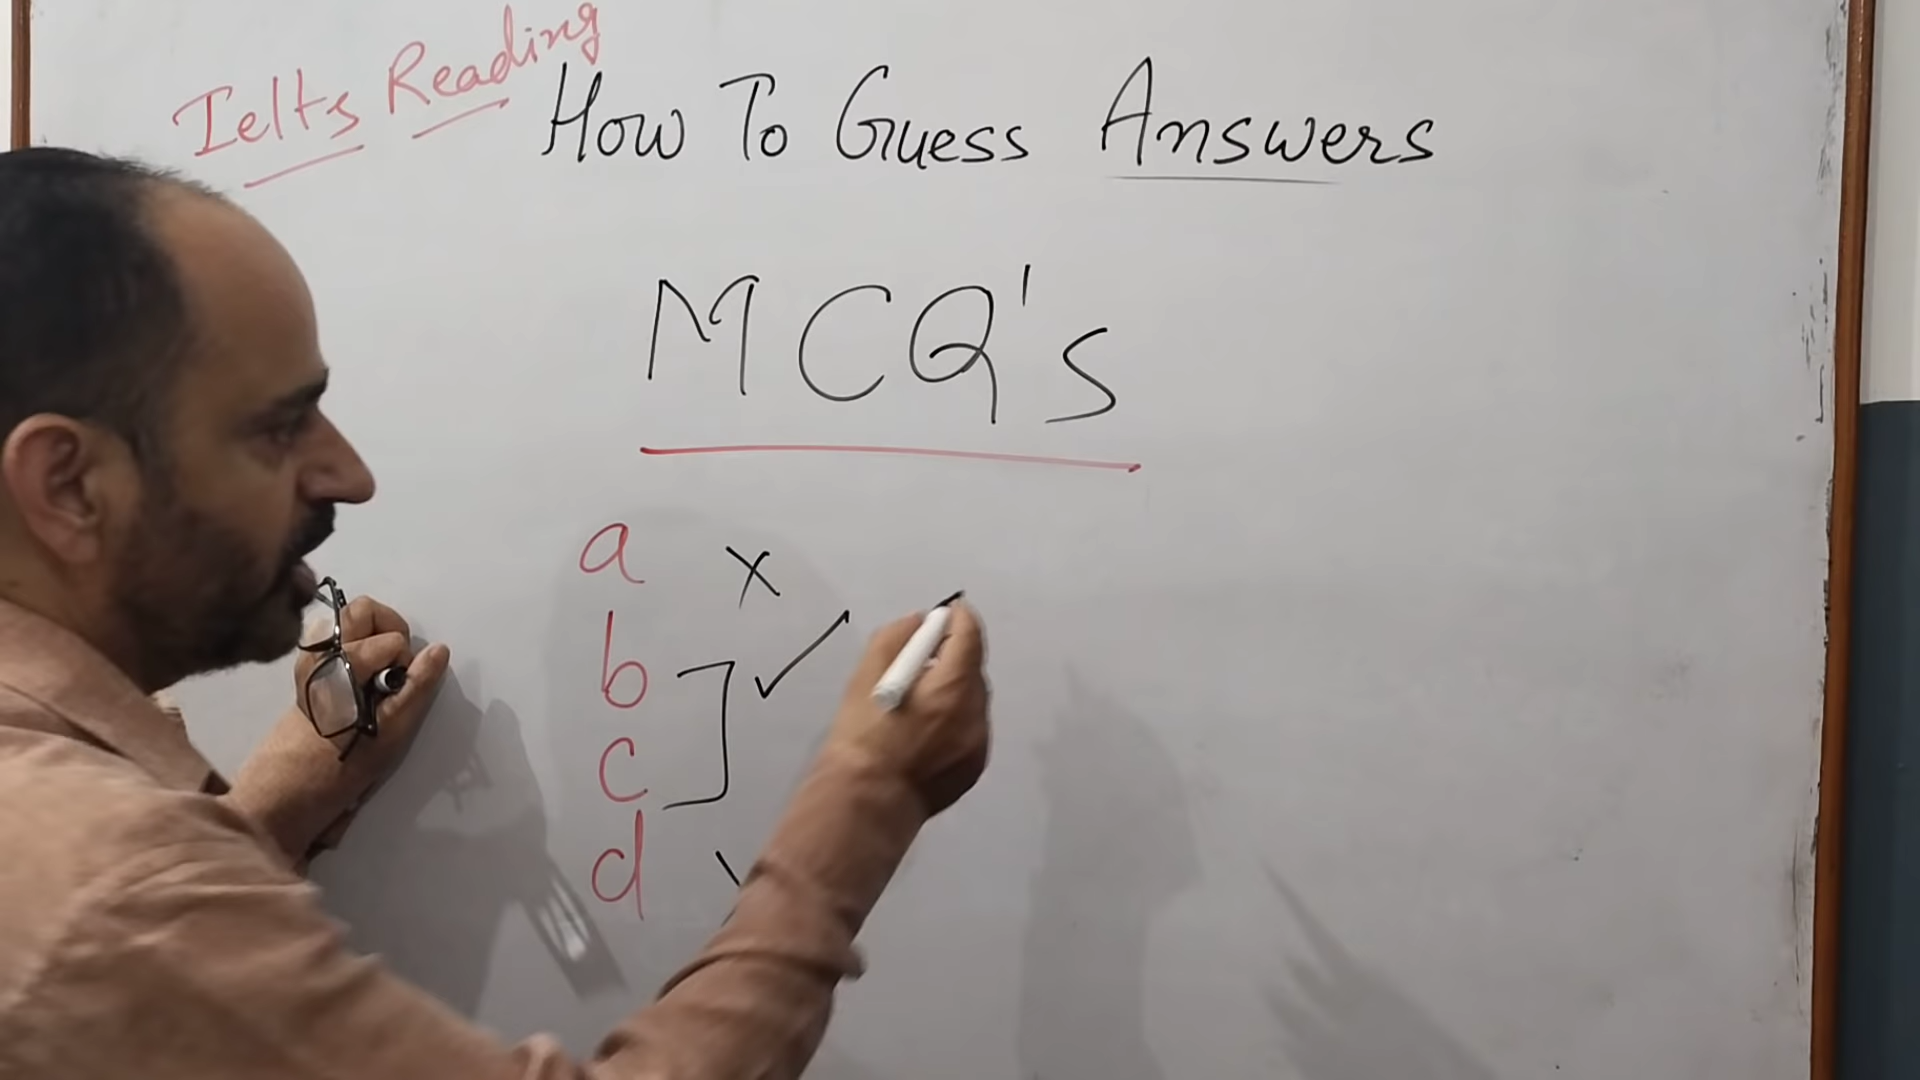 Ielts Reading
How To Guess Answers
MCQ's
a x
b ✓
c
d